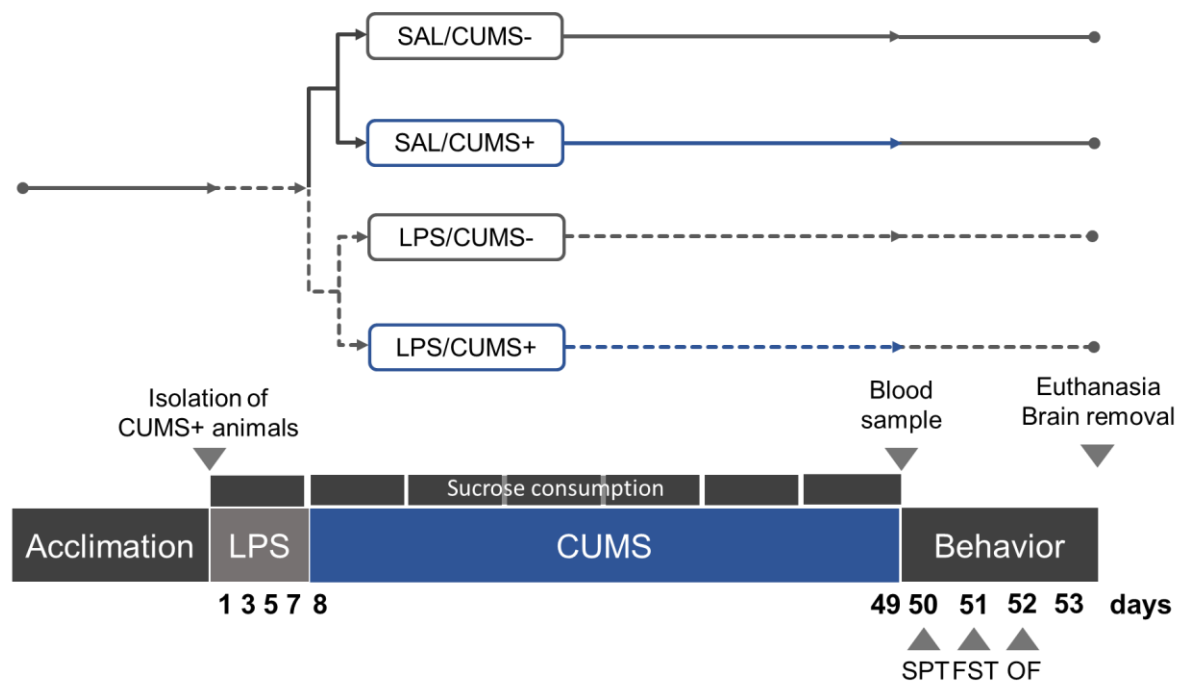 SAL/CUMS-
SAL/CUMS+
LPS/CUMS-
LPS/CUMS+
Isolation of
CUMS+ animals
Blood
sample
Euthanasia
Brain removal
Sucrose consumption
Acclimation
LPS
CUMS
Behavior
1 3 5 7 8 49 50 51 52 53 days
SPT FST OF